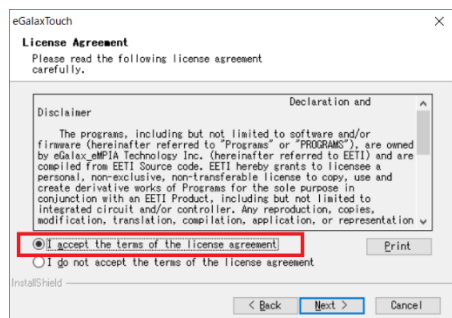 eGalaxTouch
License Agreement
Please read the following license agreement
carefully.
Declaration and
Disclaimer
The programs, including but not limited to software and/or
firmware (hereinafter referred to "Programs" or "PROGRAMS"), are owned
by eGalax_eMPIA Technology Inc. (hereinafter referred to EETI) and are
compiled from EETI Source code. EETI hereby grants to licensee a
personal, non-exclusive, non-transferable license to copy, use and
create derivative works of Programs for the sole purpose in
conjunction with an EETI Product, including but not limited to
integrated circuit and/or controller. Any reproduction, copies,
modification, translation, compilation, application, or representation
I accept the terms of the license agreement
Print
I do not accept the terms of the license agreement
InstallShield
< Back
Next >
Cancel